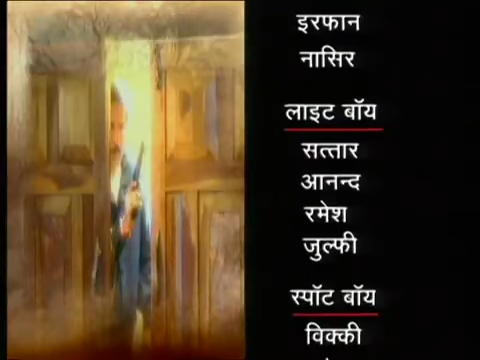 इरफान
नासिर
लाइट बॉय
सत्तार
आनन्द
रमेश
जुल्फी
स्पॉट बॉय
विक्की